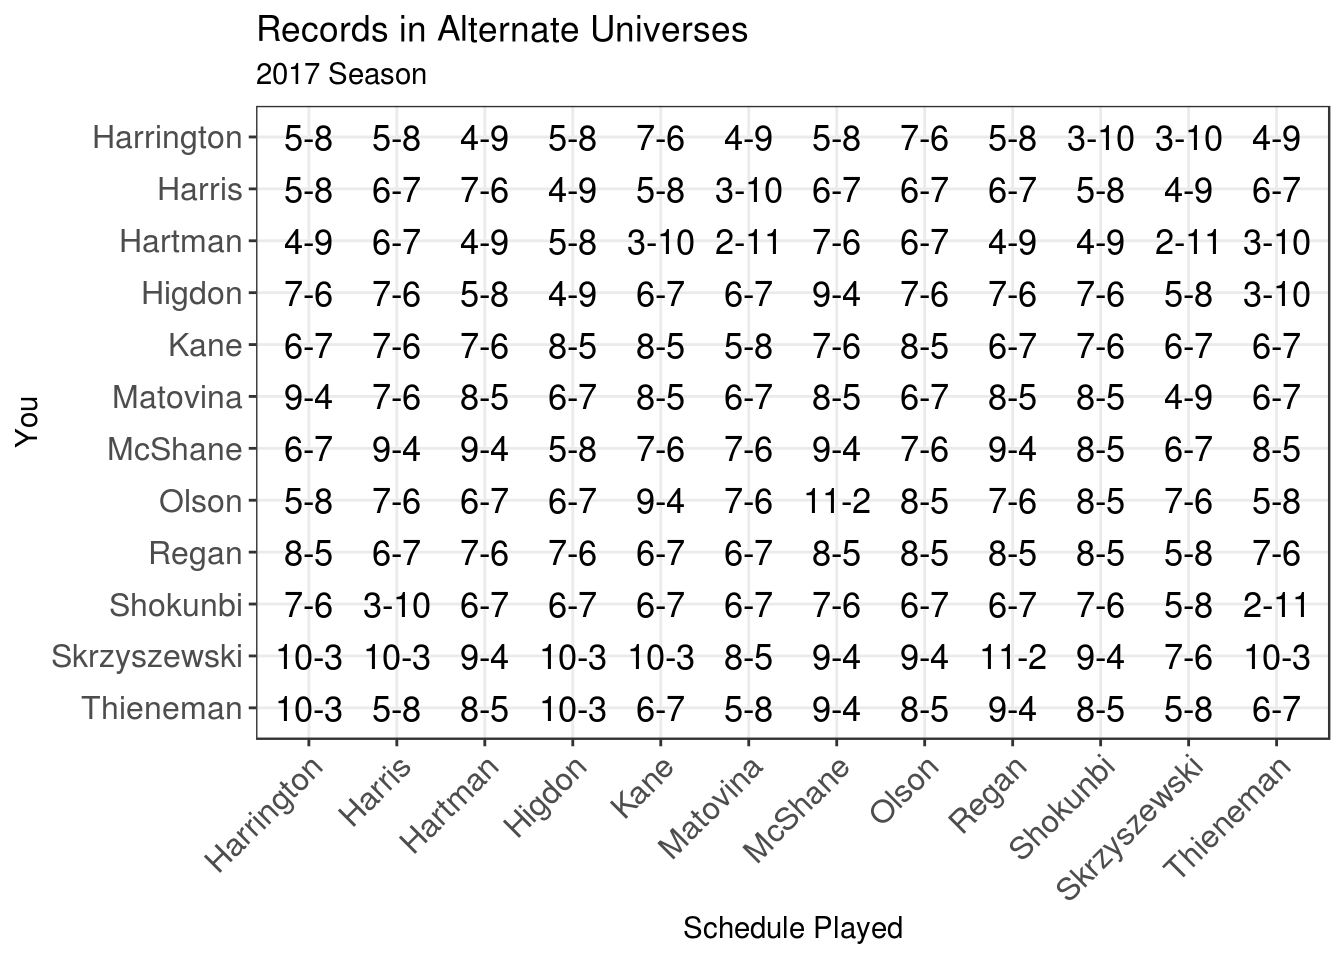 Records in Alternate Universes
2017 Season
You
Harrington 5-8 5-8 4-9 5-8 7-6 4-9 5-8 7-6 5-8 3-10 3-10 4-9
Harris 5-8 6-7 7-6 4-9 5-8 3-10 6-7 6-7 6-7 5-8 4-9 6-7
Hartman 4-9 6-7 4-9 5-8 3-10 2-11 7-6 6-7 4-9 4-9 2-11 3-10
Higdon 7-6 7-6 5-8 4-9 6-7 6-7 9-4 7-6 7-6 7-6 5-8 3-10
Kane 6-7 7-6 7-6 8-5 8-5 5-8 7-6 8-5 6-7 7-6 6-7 6-7
Matovina 9-4 7-6 8-5 6-7 8-5 6-7 8-5 6-7 8-5 8-5 4-9 6-7
McShane 6-7 9-4 9-4 5-8 7-6 7-6 9-4 7-6 9-4 8-5 6-7 8-5
Olson 5-8 7-6 6-7 6-7 9-4 7-6 11-2 8-5 7-6 8-5 7-6 5-8
Regan 8-5 6-7 7-6 7-6 6-7 6-7 8-5 8-5 8-5 8-5 5-8 7-6
Shokunbi 7-6 3-10 6-7 6-7 6-7 6-7 7-6 6-7 6-7 7-6 5-8 2-11
Skrzyszewski 10-3 10-3 9-4 10-3 10-3 8-5 9-4 9-4 11-2 9-4 7-6 10-3
Thieneman 10-3 5-8 8-5 10-3 6-7 5-8 9-4 8-5 9-4 8-5 5-8 6-7
Harrington Harris Hartman Higdon Kane Matovina McShane Olson Regan Shokunbi Skrzyszewski Thieneman
Schedule Played